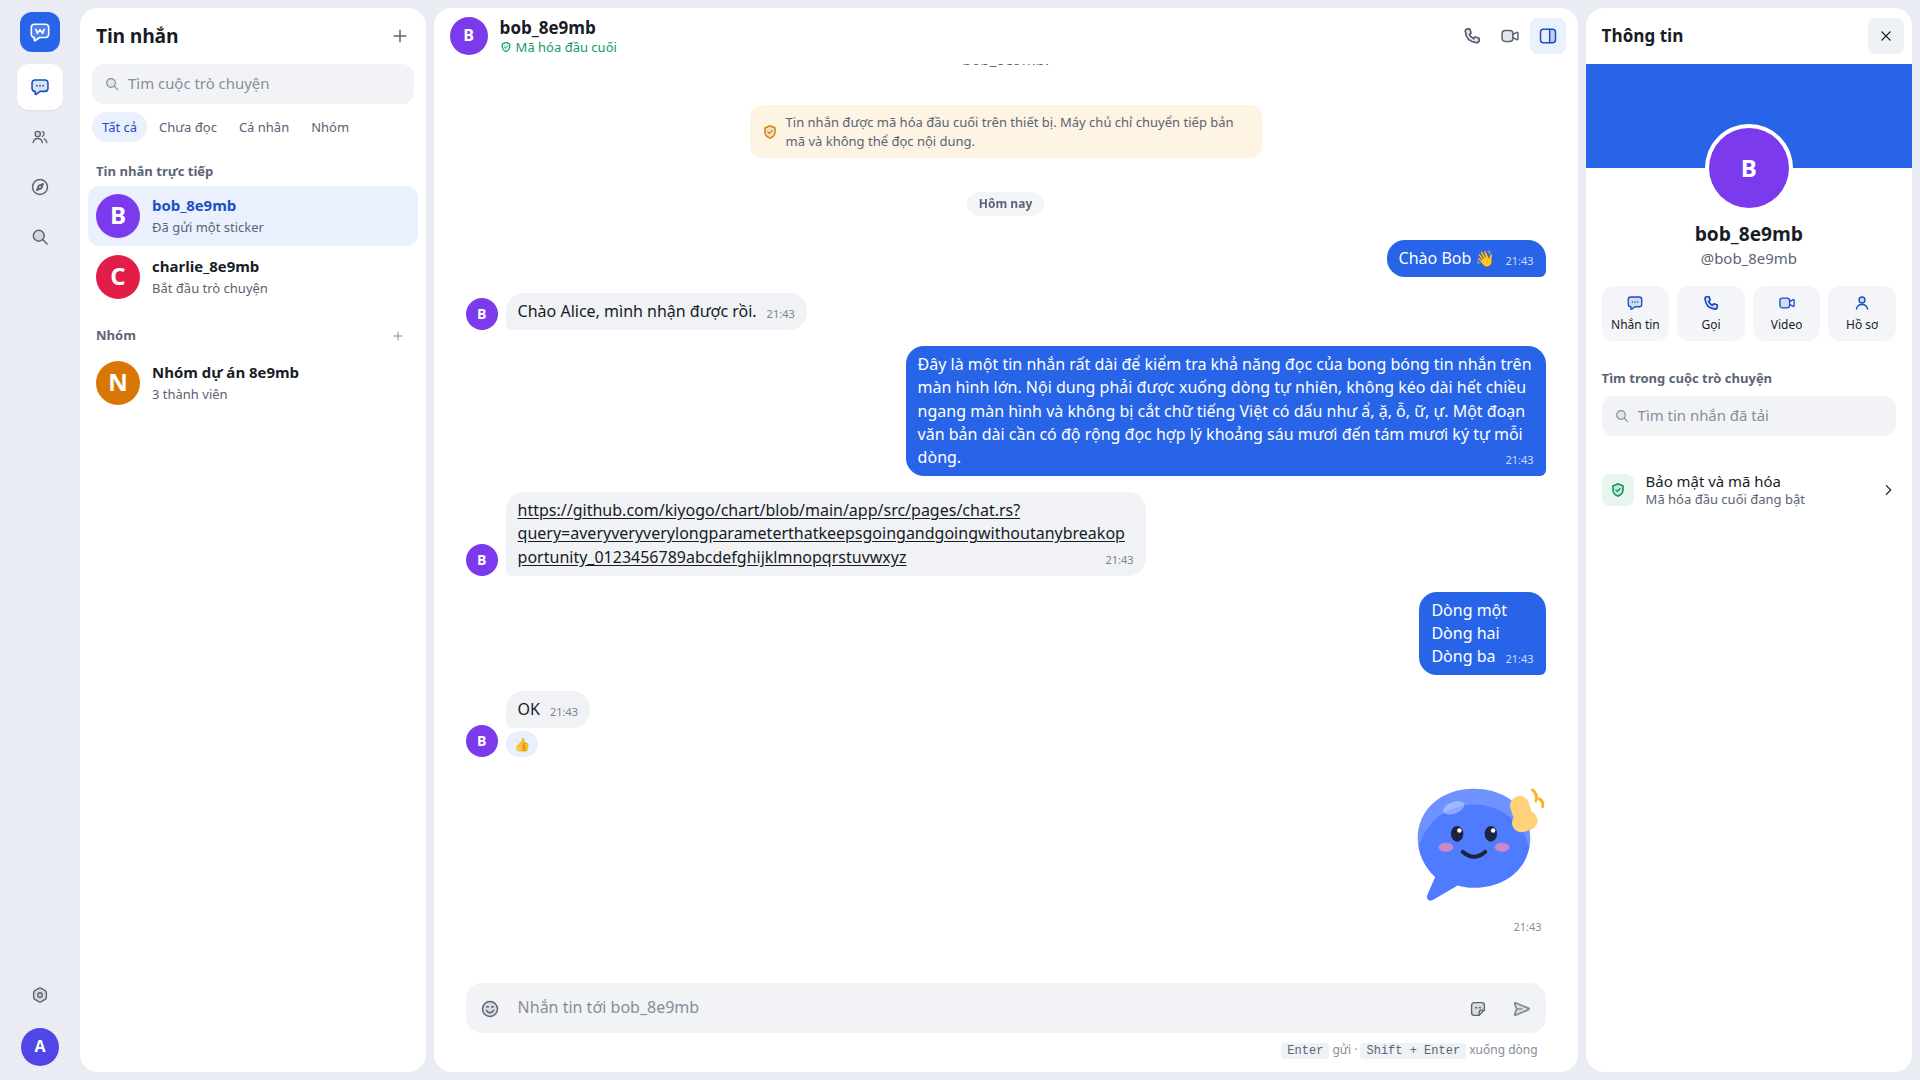 Tin nhắn
Tìm cuộc trò chuyện
Tất cả
Chưa đọc
Cá nhân
Nhóm
Tin nhắn trực tiếp
B
bob_8e9mb
Đã gửi một sticker
C
charlie_8e9mb
Bắt đầu trò chuyện
Nhóm
N
Nhóm dự án 8e9mb
3 thành viên
A
B
bob_8e9mb
Mã hóa đầu cuối
Tin nhắn được mã hóa đầu cuối trên thiết bị. Máy chủ chỉ chuyển tiếp bản
mã và không thể đọc nội dung.
Hôm nay
Chào Bob 👋 21:43
B
Chào Alice, mình nhận được rồi. 21:43
Đây là một tin nhắn rất dài để kiểm tra khả năng đọc của bong bóng tin nhắn trên
màn hình lớn. Nội dung phải được xuống dòng tự nhiên, không kéo dài hết chiều
ngang màn hình và không bị cắt chữ tiếng Việt có dấu như ẩ, ặ, ỗ, ữ, ự. Một đoạn
văn bản dài cần có độ rộng đọc hợp lý khoảng sáu mươi đến tám mươi ký tự mỗi
dòng. 21:43
https://github.com/kiyogo/chart/blob/main/app/src/pages/chat.rs?
query=averyveryverylongparameterthatkeepsgoingandgoingwithoutanybreakop
portunity_0123456789abcdefghijklmnopqrstuvwxyz 21:43
B
Dòng một
Dòng hai
Dòng ba 21:43
OK 21:43
B
👍
21:43
Nhắn tin tới bob_8e9mb
Enter gửi · Shift + Enter xuống dòng
Thông tin
B
bob_8e9mb
@bob_8e9mb
Nhắn tin
Gọi
Video
Hồ sơ
Tìm trong cuộc trò chuyện
Tìm tin nhắn đã tải
Bảo mật và mã hóa
Mã hóa đầu cuối đang bật